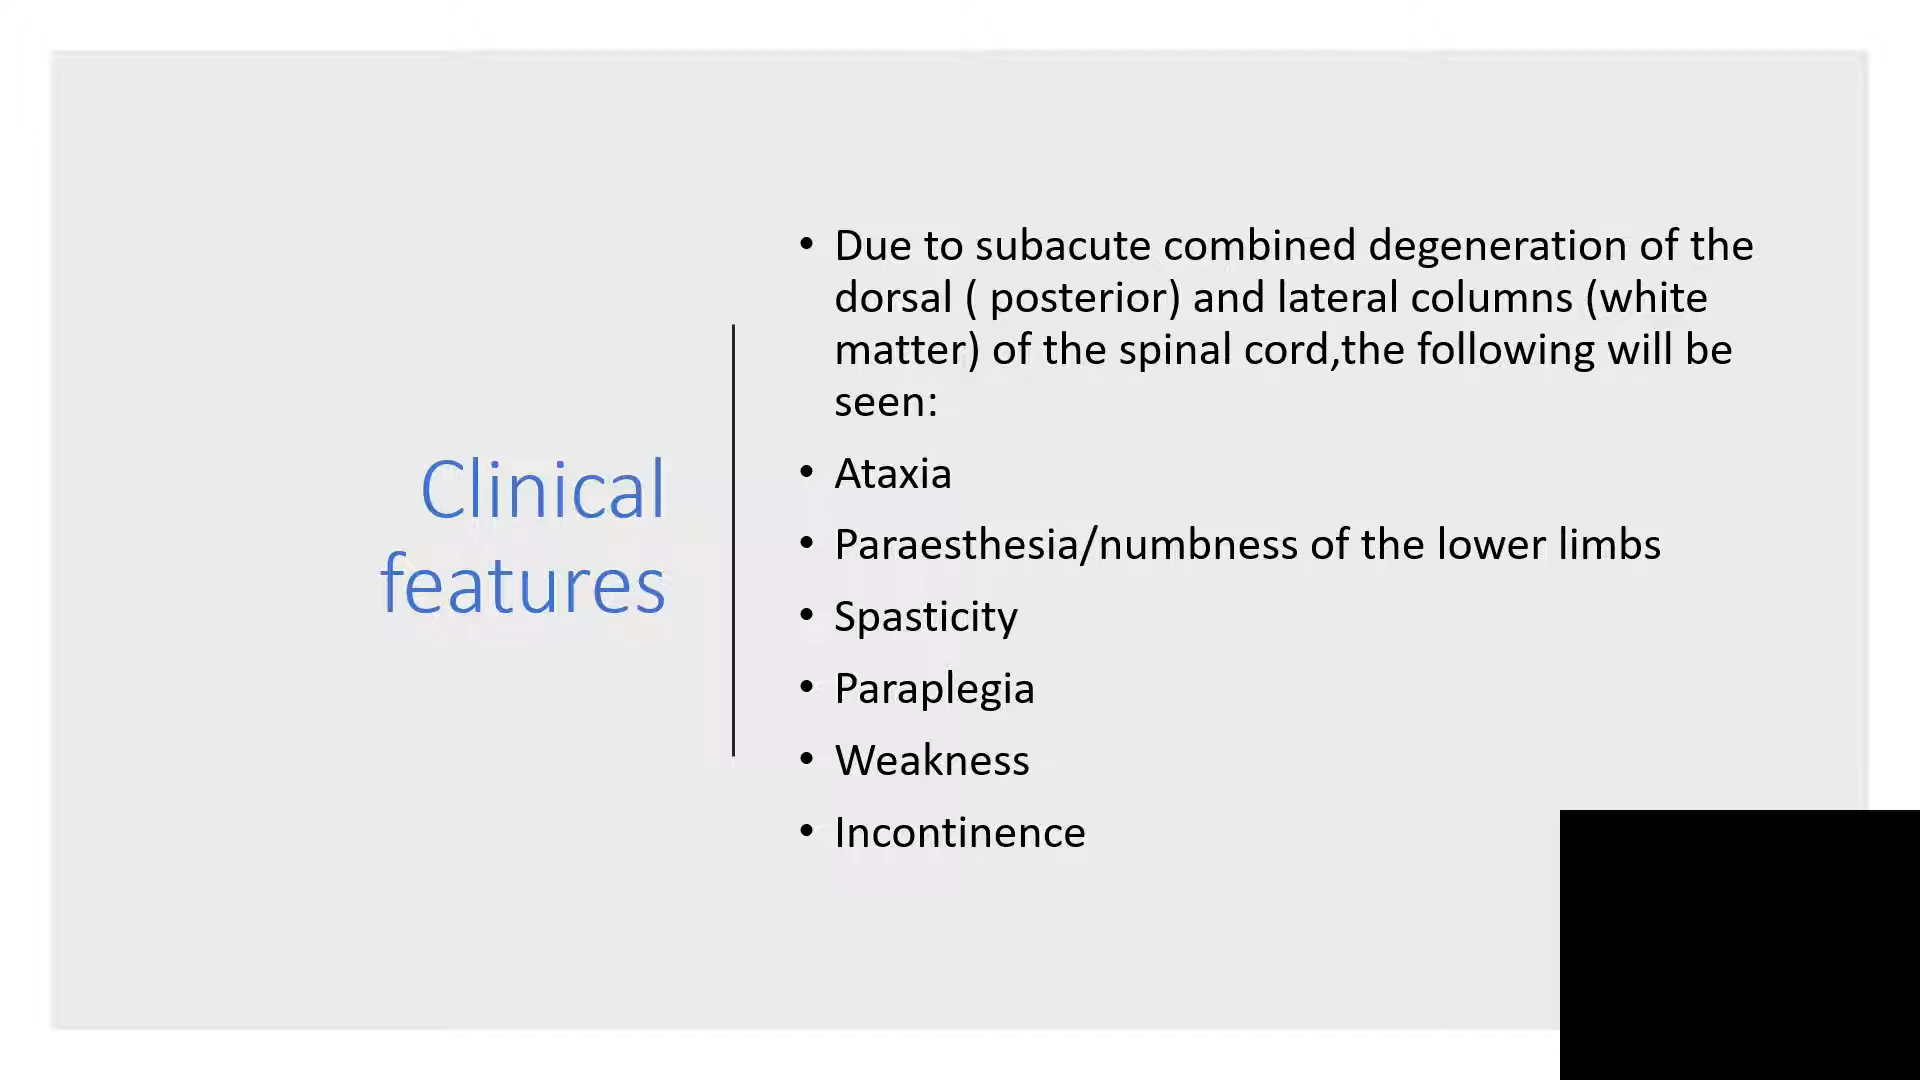 Clinical
features
• Due to subacute combined degeneration of the
dorsal ( posterior) and lateral columns (white
matter) of the spinal cord,the following will be
seen:
• Ataxia
• Paraesthesia/numbness of the lower limbs
• Spasticity
• Paraplegia
• Weakness
• Incontinence